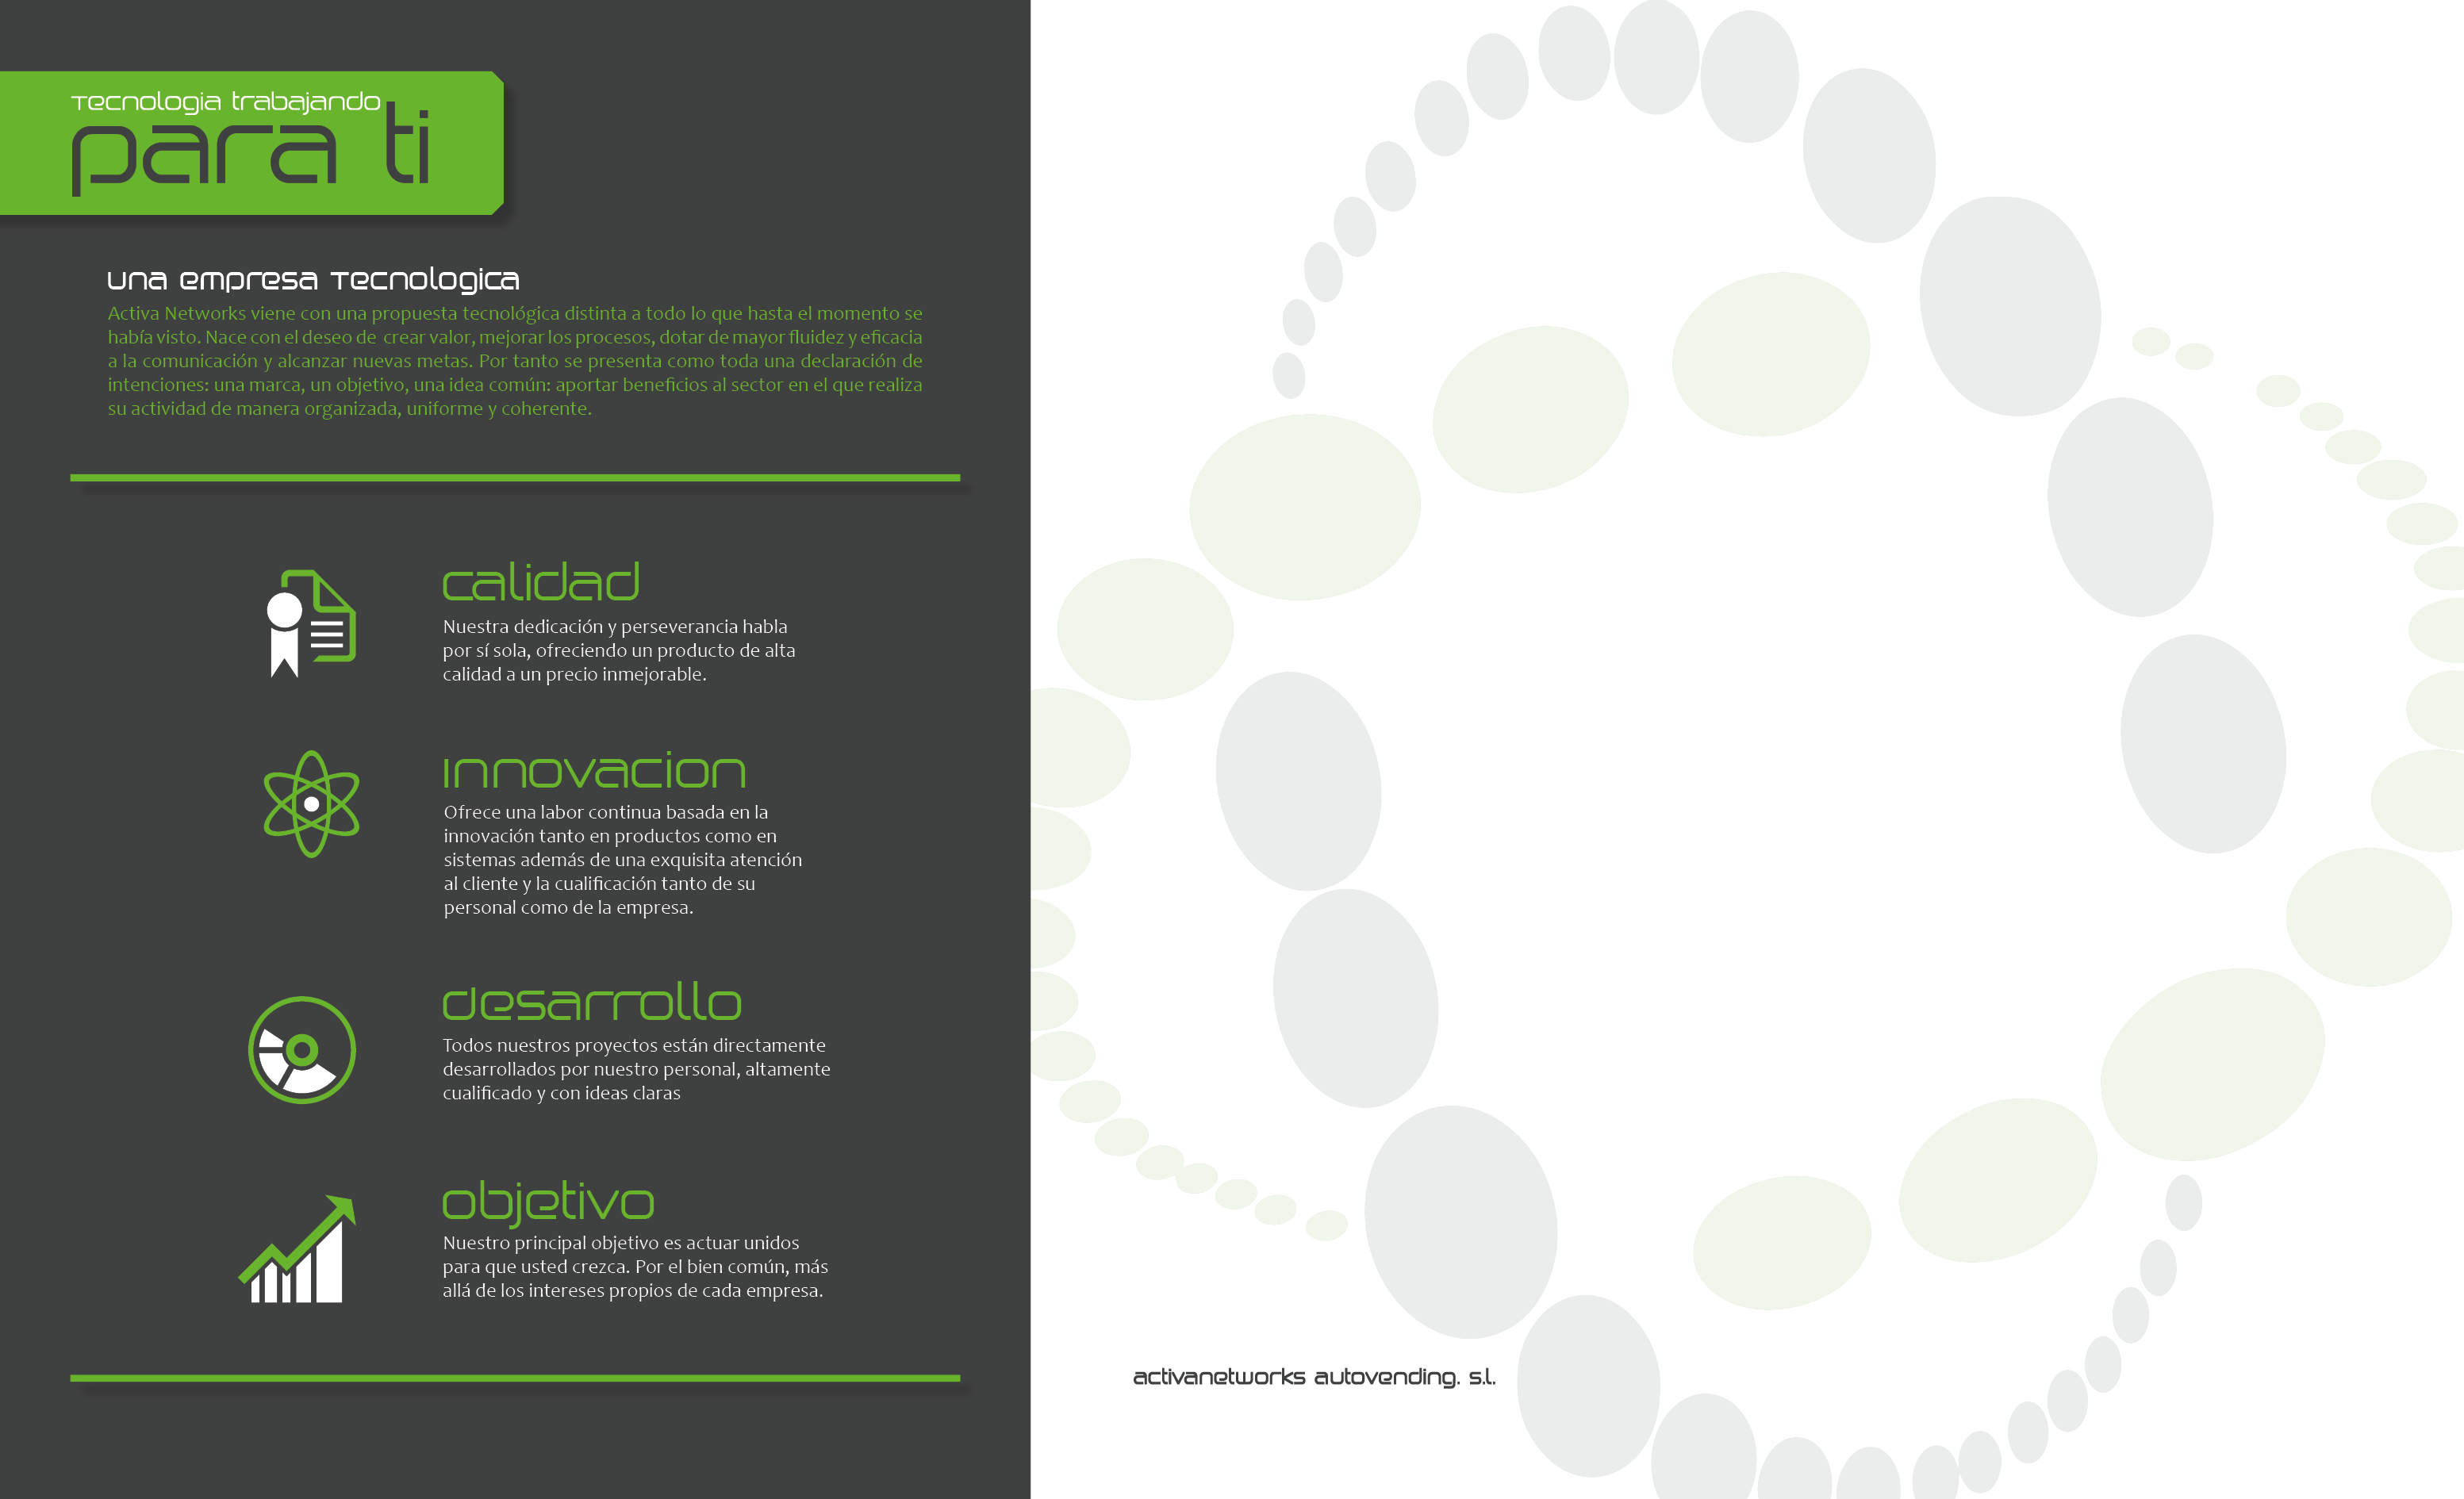 Tecnologia trabajando
para ti
una empresa Tecnologica
Activa Networks viene con una propuesta tecnológica distinta a todo lo que hasta el momento se
había visto. Nace con el deseo de crear valor, mejorar los procesos, dotar de mayor fluidez y eficacia
a la comunicación y alcanzar nuevas metas. Por tanto se presenta como toda una declaración de
intenciones: una marca, un objetivo, una idea común: aportar beneficios al sector en el que realiza
su actividad de manera organizada, uniforme y coherente.
calidad
Nuestra dedicación y perseverancia habla
por sí sola, ofreciendo un producto de alta
calidad a un precio inmejorable.
Innovacion
Ofrece una labor continua basada en la
innovación tanto en productos como en
sistemas además de una exquisita atención
al cliente y la cualificación tanto de su
personal como de la empresa.
desarrollo
Todos nuestros proyectos están directamente
desarrollados por nuestro personal, altamente
cualificado y con ideas claras
objetivo
Nuestro principal objetivo es actuar unidos
para que usted crezca. Por el bien común, más
allá de los intereses propios de cada empresa.
activanetworks autovending. s.l.